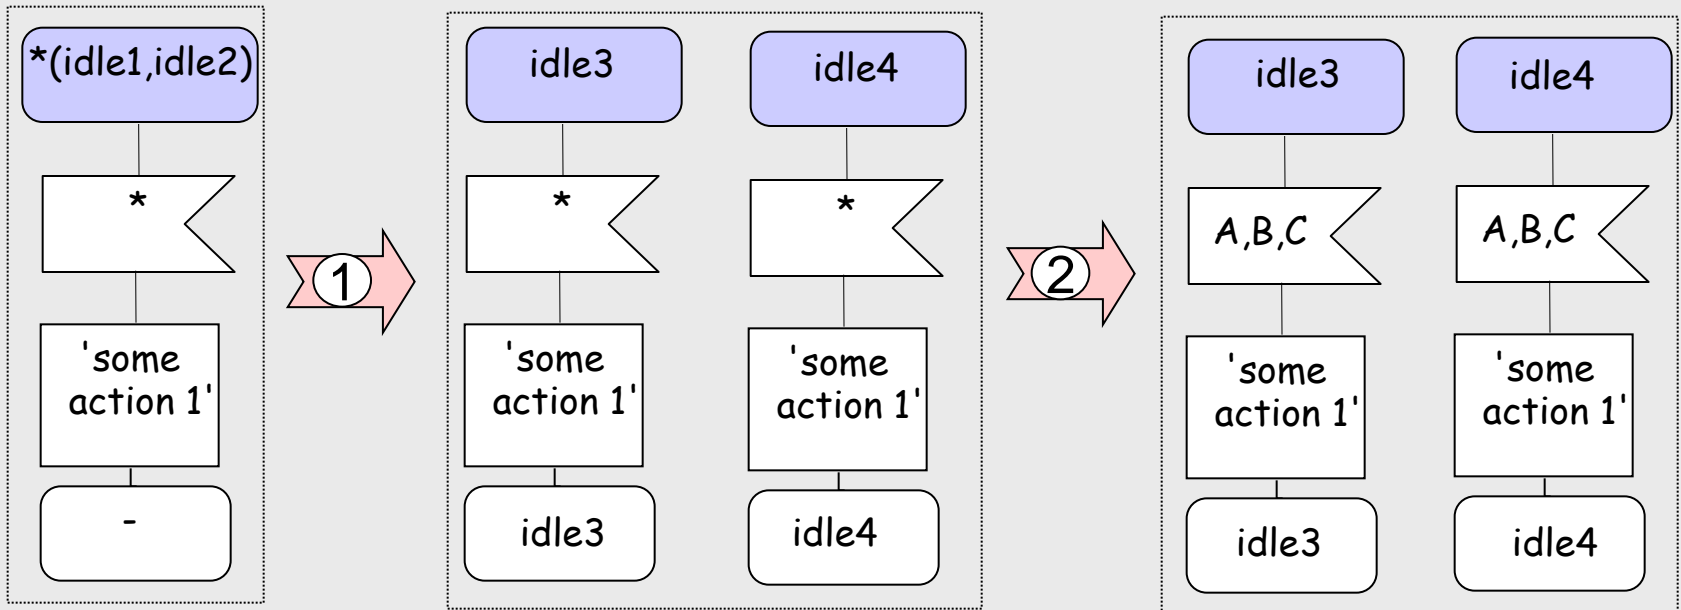 *(idle1,idle2)
*
'some
action 1'
-
1
idle3
*
'some
action 1'
idle3
idle4
*
'some
action 1'
idle4
2
idle3
A,B,C
'some
action 1'
idle3
idle4
A,B,C
'some
action 1'
idle4